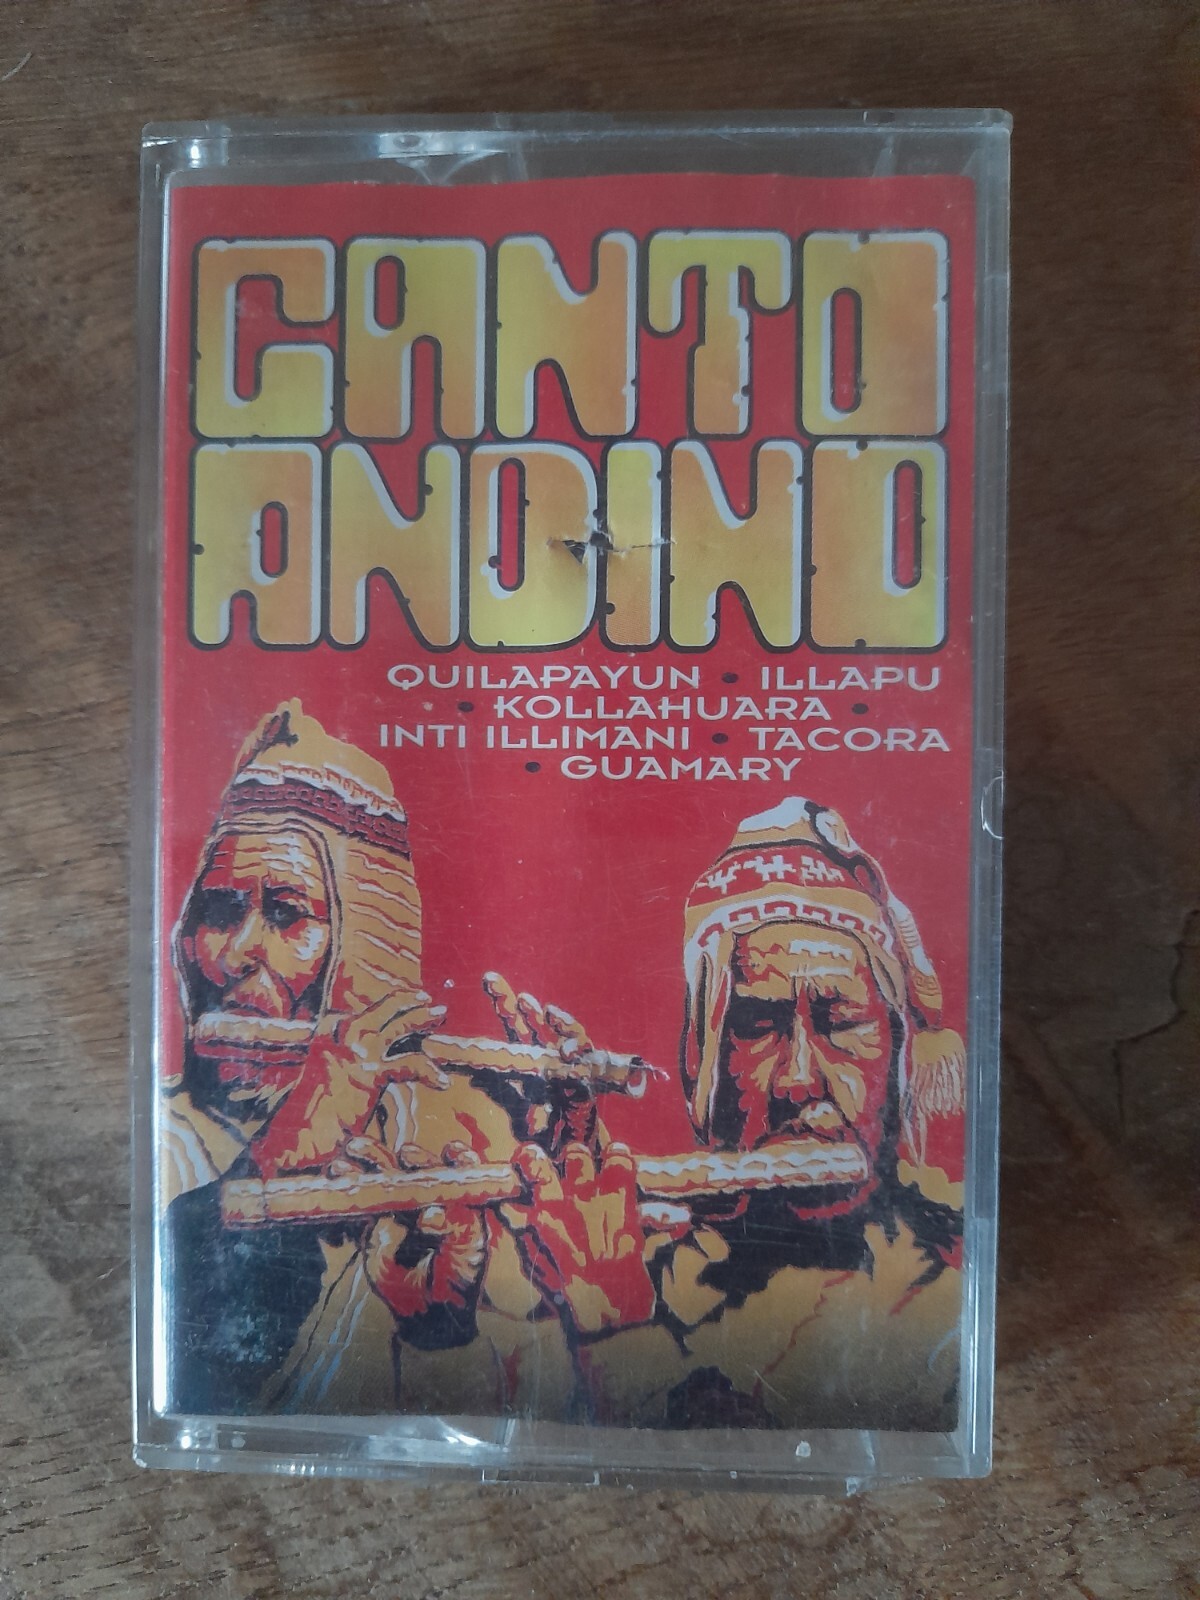 CANTO
ANDINO
QUILAPAYUN • ILLAPU
• KOLLAHUARA •
INTI ILLIMANI • TACORA
• GUAMARY